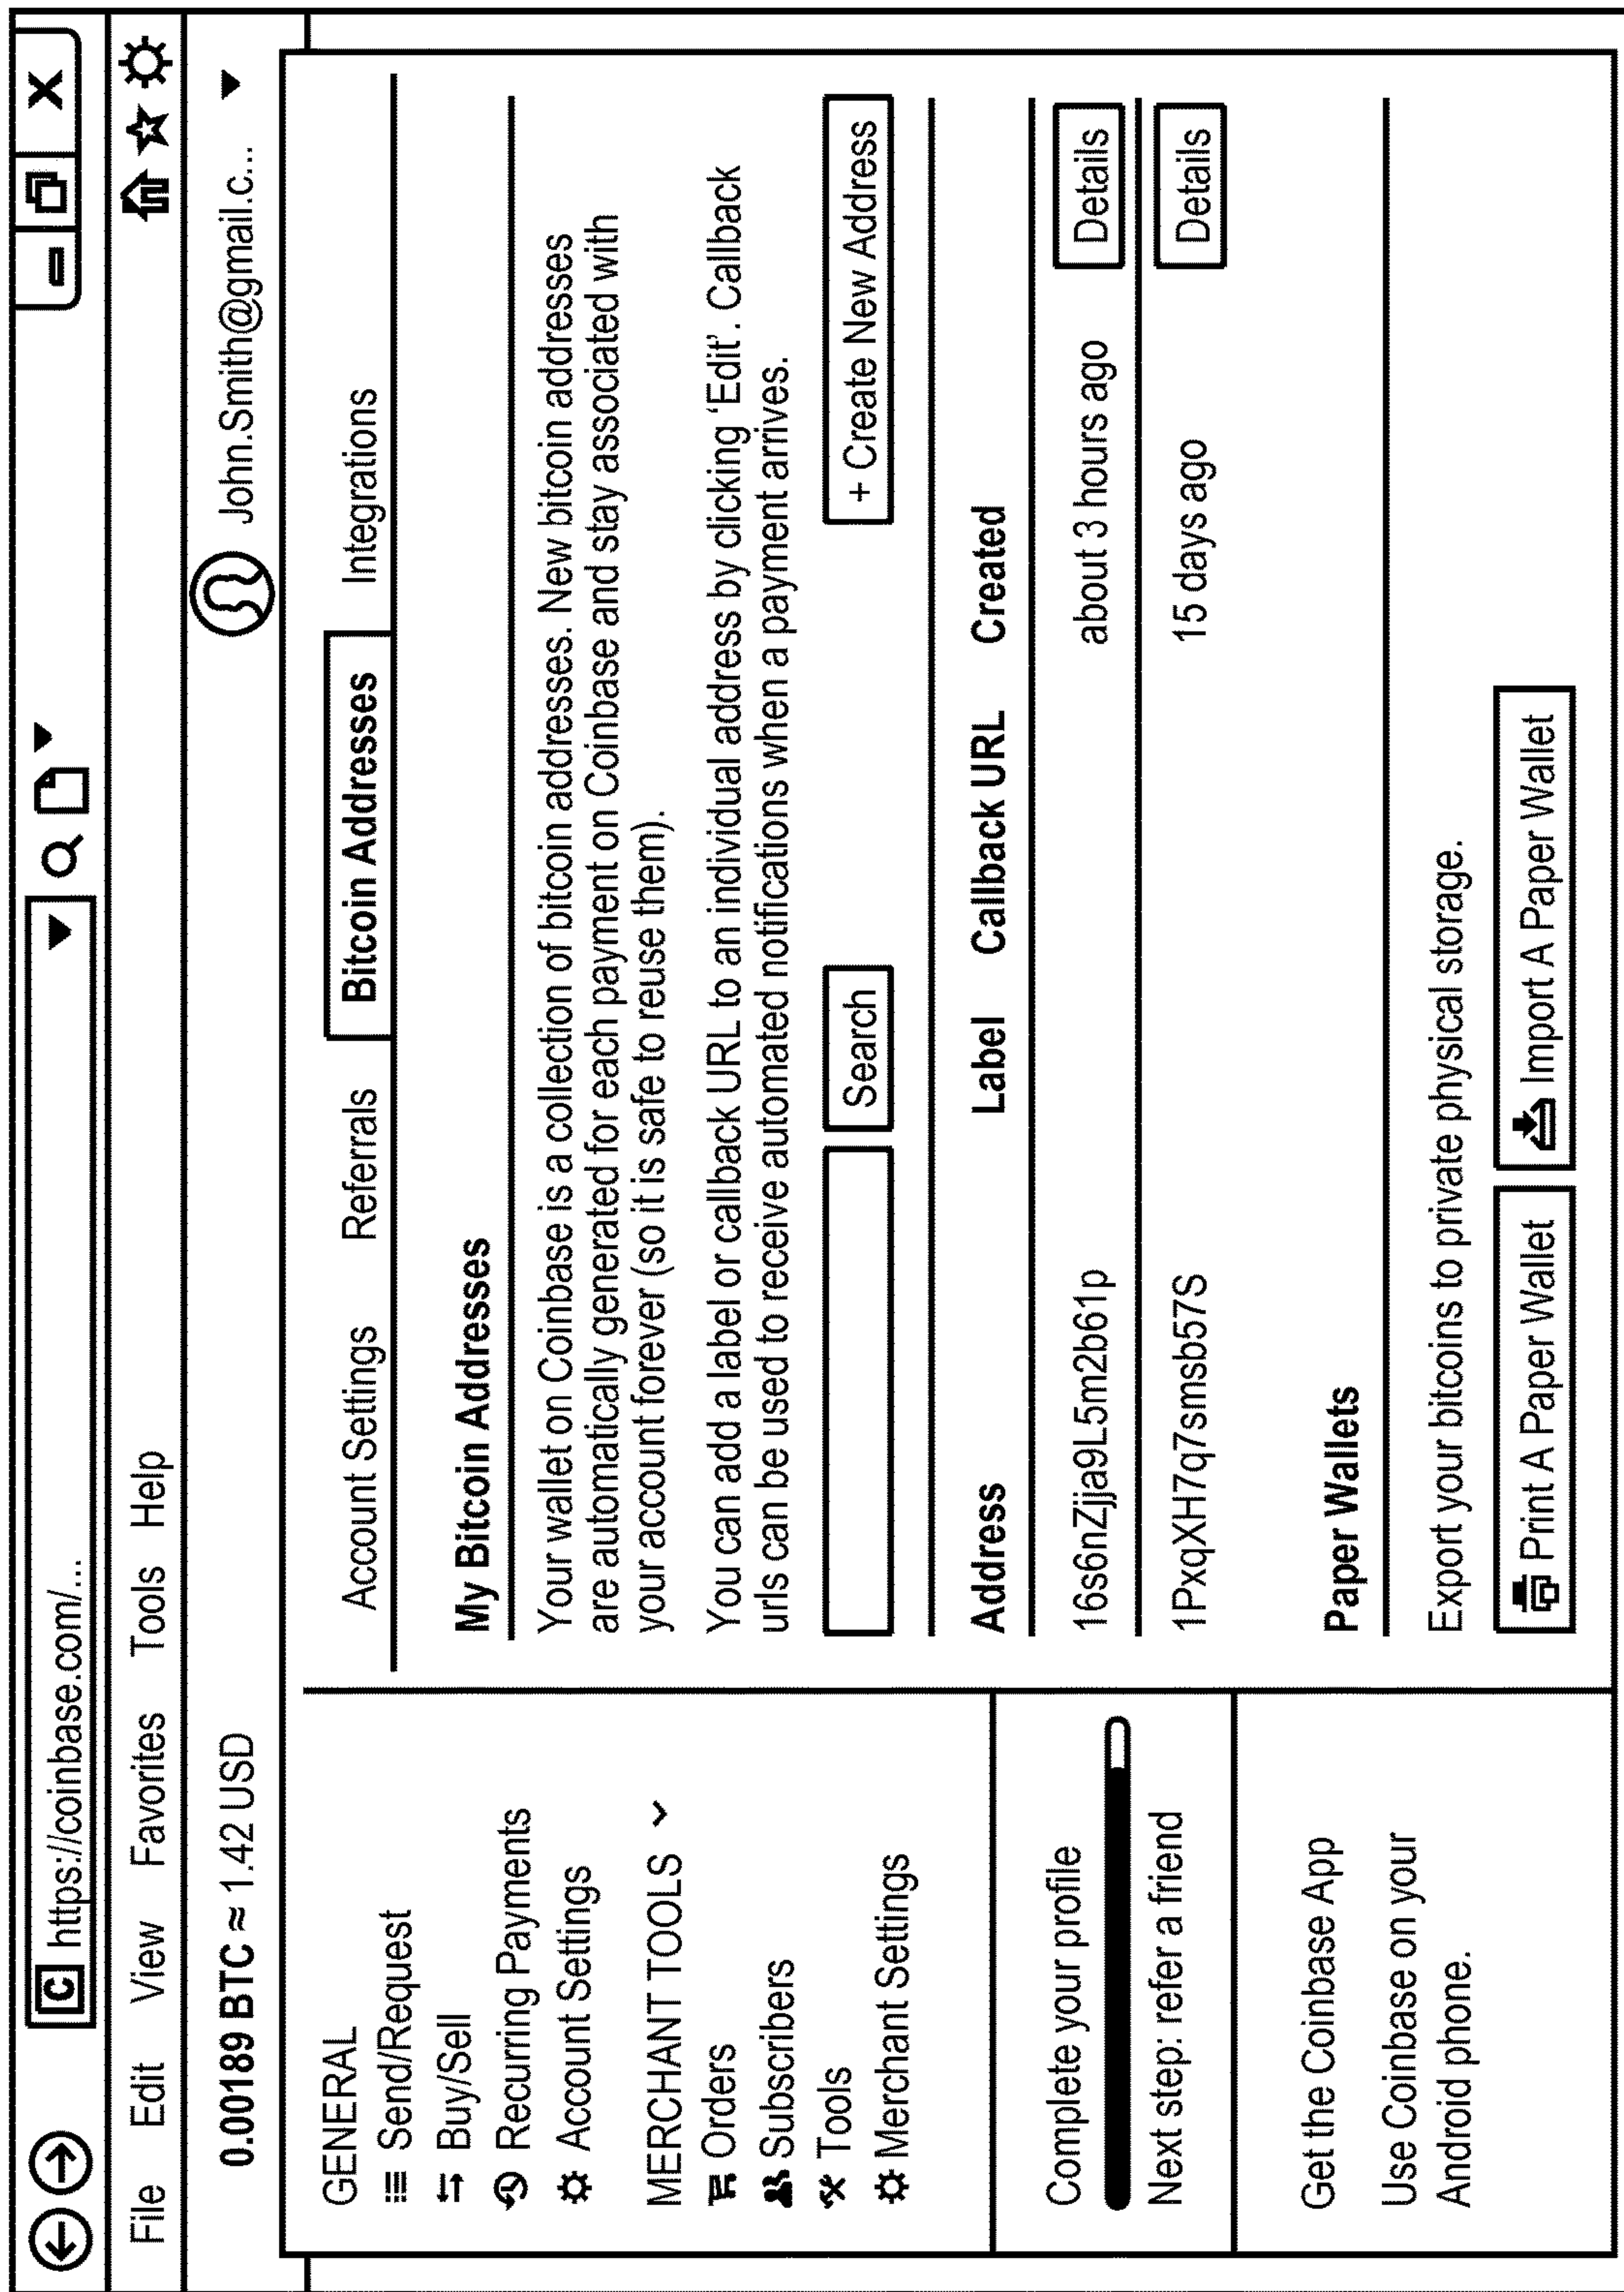 X
C https://coinbase.com/...
File Edit View Favorites Tools Help
0.00189 BTC ≈ 1.42 USD
John.Smith@gmail.c...
GENERAL
Send/Request
Buy/Sell
Recurring Payments
Account Settings
MERCHANT TOOLS
Orders
Subscribers
Tools
Merchant Settings
Complete your profile
Next step: refer a friend
Get the Coinbase App
Use Coinbase on your
Android phone.
Account Settings Referrals Bitcoin Addresses Integrations
My Bitcoin Addresses
Your wallet on Coinbase is a collection of bitcoin addresses. New bitcoin addresses
are automatically generated for each payment on Coinbase and stay associated with
your account forever (so it is safe to reuse them).
You can add a label or callback URL to an individual address by clicking ‘Edit’. Callback
urls can be used to receive automated notifications when a payment arrives.
Search + Create New Address
Address Label Callback URL Created
16s6nZjja9L5m2b61p about 3 hours ago Details
1PxqXH7q7smsb57S 15 days ago Details
Paper Wallets
Export your bitcoins to private physical storage.
Print A Paper Wallet Import A Paper Wallet